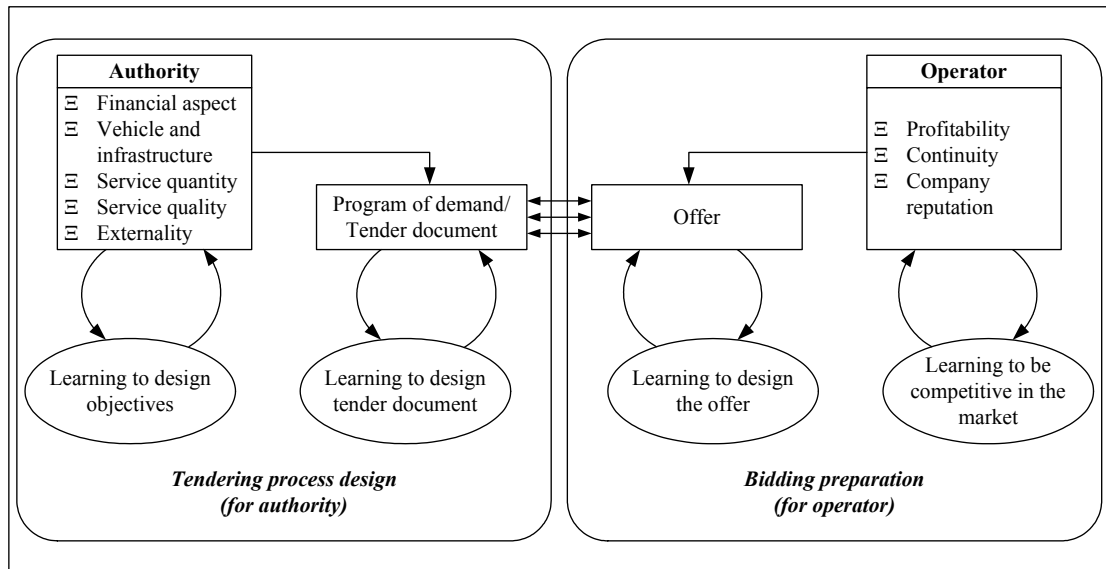 Authority
Ξ Financial aspect
Ξ Vehicle and
infrastructure
Ξ Service quantity
Ξ Service quality
Ξ Externality
Program of demand/
Tender document
Learning to design
objectives
Learning to design
tender document
Tendering process design
(for authority)
Operator
Ξ Profitability
Ξ Continuity
Ξ Company
reputation
Offer
Learning to design
the offer
Learning to be
competitive in the
market
Bidding preparation
(for operator)